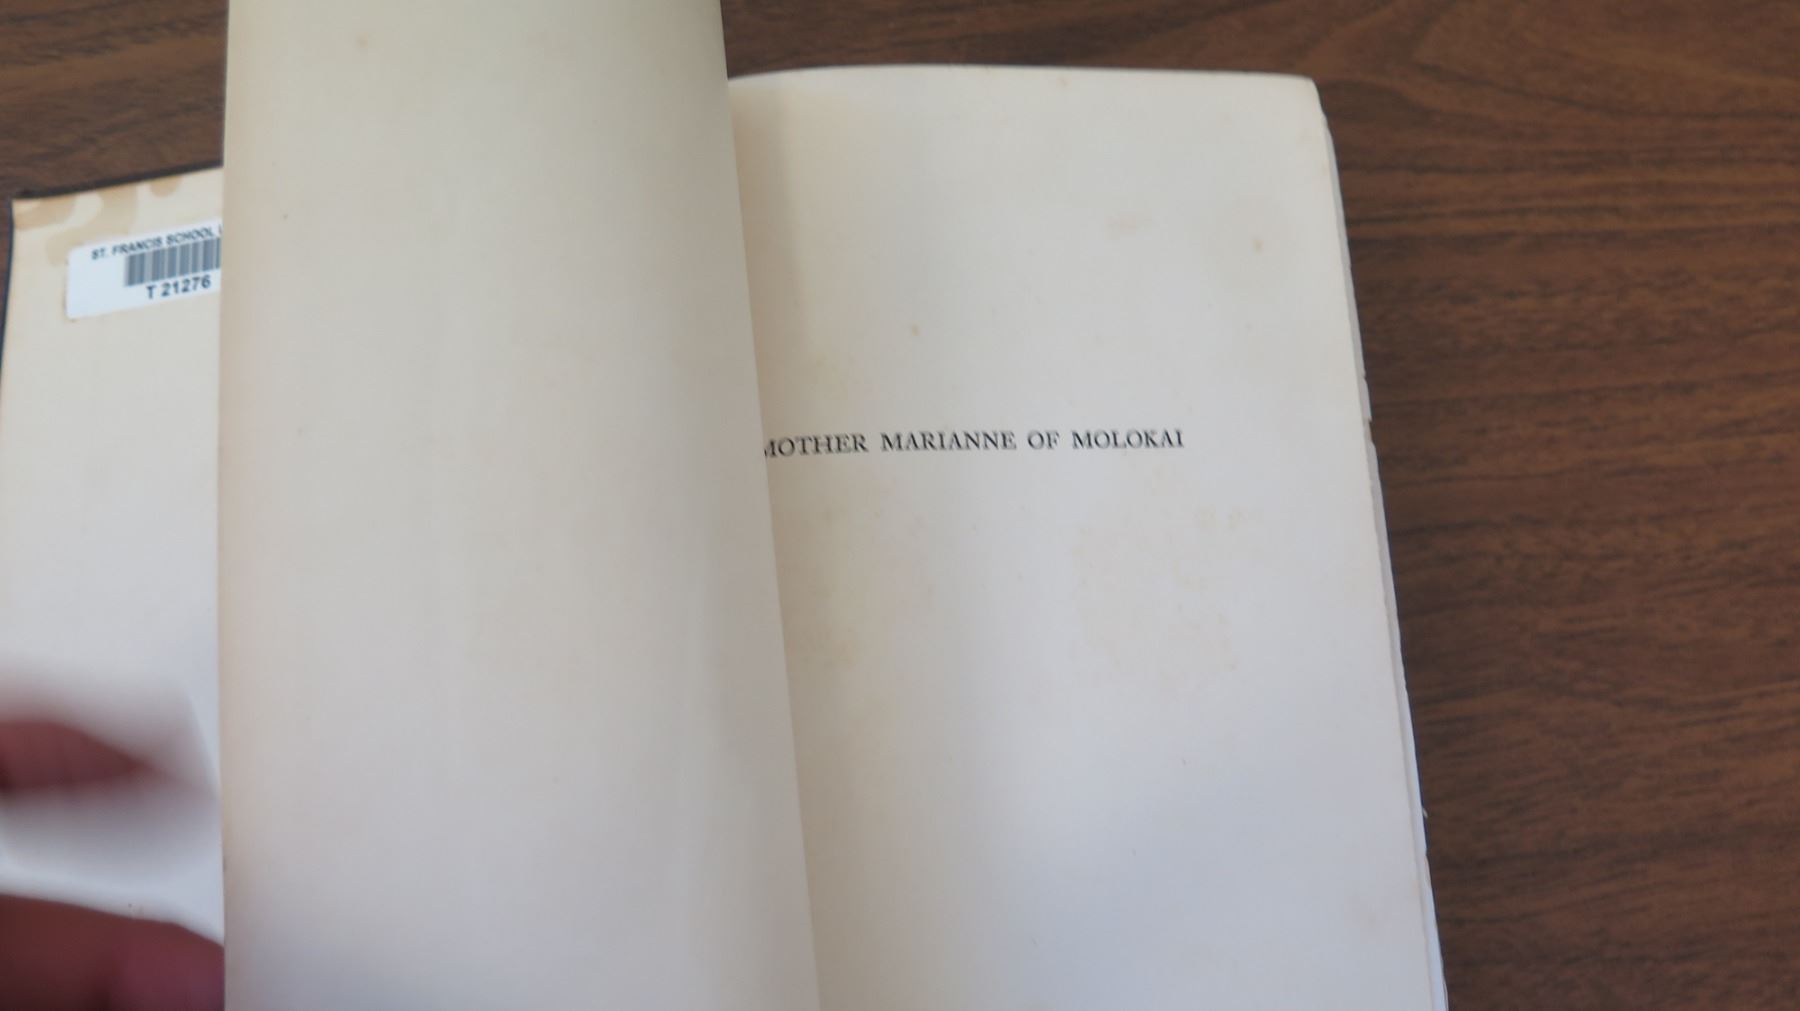 ST. FRANCIS SCHOOL
T 21276
MOTHER MARIANNE OF MOLOKAI